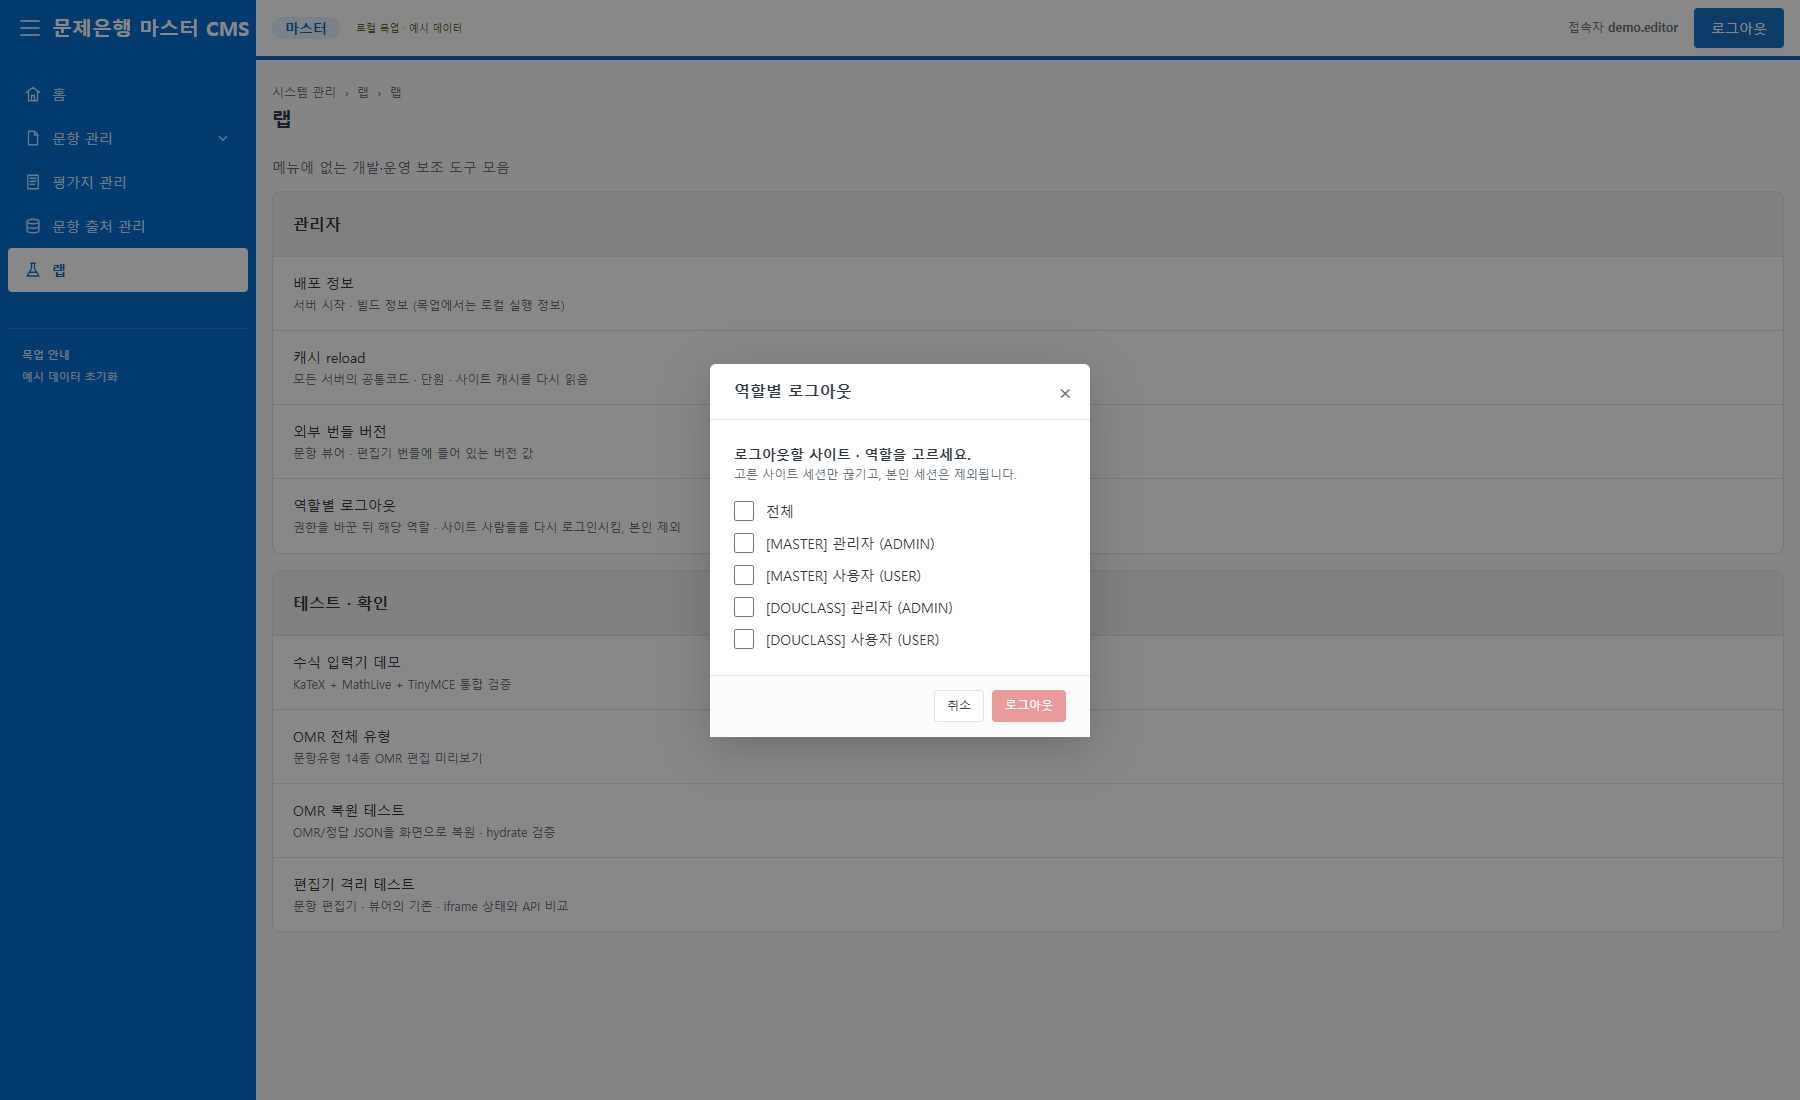 문제은행 마스터 CMS
홈
문항 관리
평가지 관리
문항 출처 관리
랩
목업 안내
예시 데이터 초기화
마스터
로컬 목업 · 예시 데이터
접속자 demo.editor
로그아웃
시스템 관리 › 랩 › 랩
랩
메뉴에 없는 개발·운영 보조 도구 모음
관리자
배포 정보
서버 시작 · 빌드 정보 (목업에서는 로컬 실행 정보)
캐시 reload
모든 서버의 공통코드 · 단원 · 사이트 캐시를 다시 읽음
외부 번들 버전
문항 뷰어 · 편집기 번들에 들어 있는 버전 값
역할별 로그아웃
권한을 바꾼 뒤 해당 역할 · 사이트 사람들을 다시 로그인시킴, 본인 제외
테스트 · 확인
수식 입력기 데모
KaTeX + MathLive + TinyMCE 통합 검증
OMR 전체 유형
문항유형 14종 OMR 편집 미리보기
OMR 복원 테스트
OMR/정답 JSON을 화면으로 복원 · hydrate 검증
편집기 격리 테스트
문항 편집기 · 뷰어의 기존 · iframe 상태와 API 비교
역할별 로그아웃
×
로그아웃할 사이트 · 역할을 고르세요.
고른 사이트 세션만 끊기고, 본인 세션은 제외됩니다.
전체
[MASTER] 관리자 (ADMIN)
[MASTER] 사용자 (USER)
[DOUCLASS] 관리자 (ADMIN)
[DOUCLASS] 사용자 (USER)
취소
로그아웃